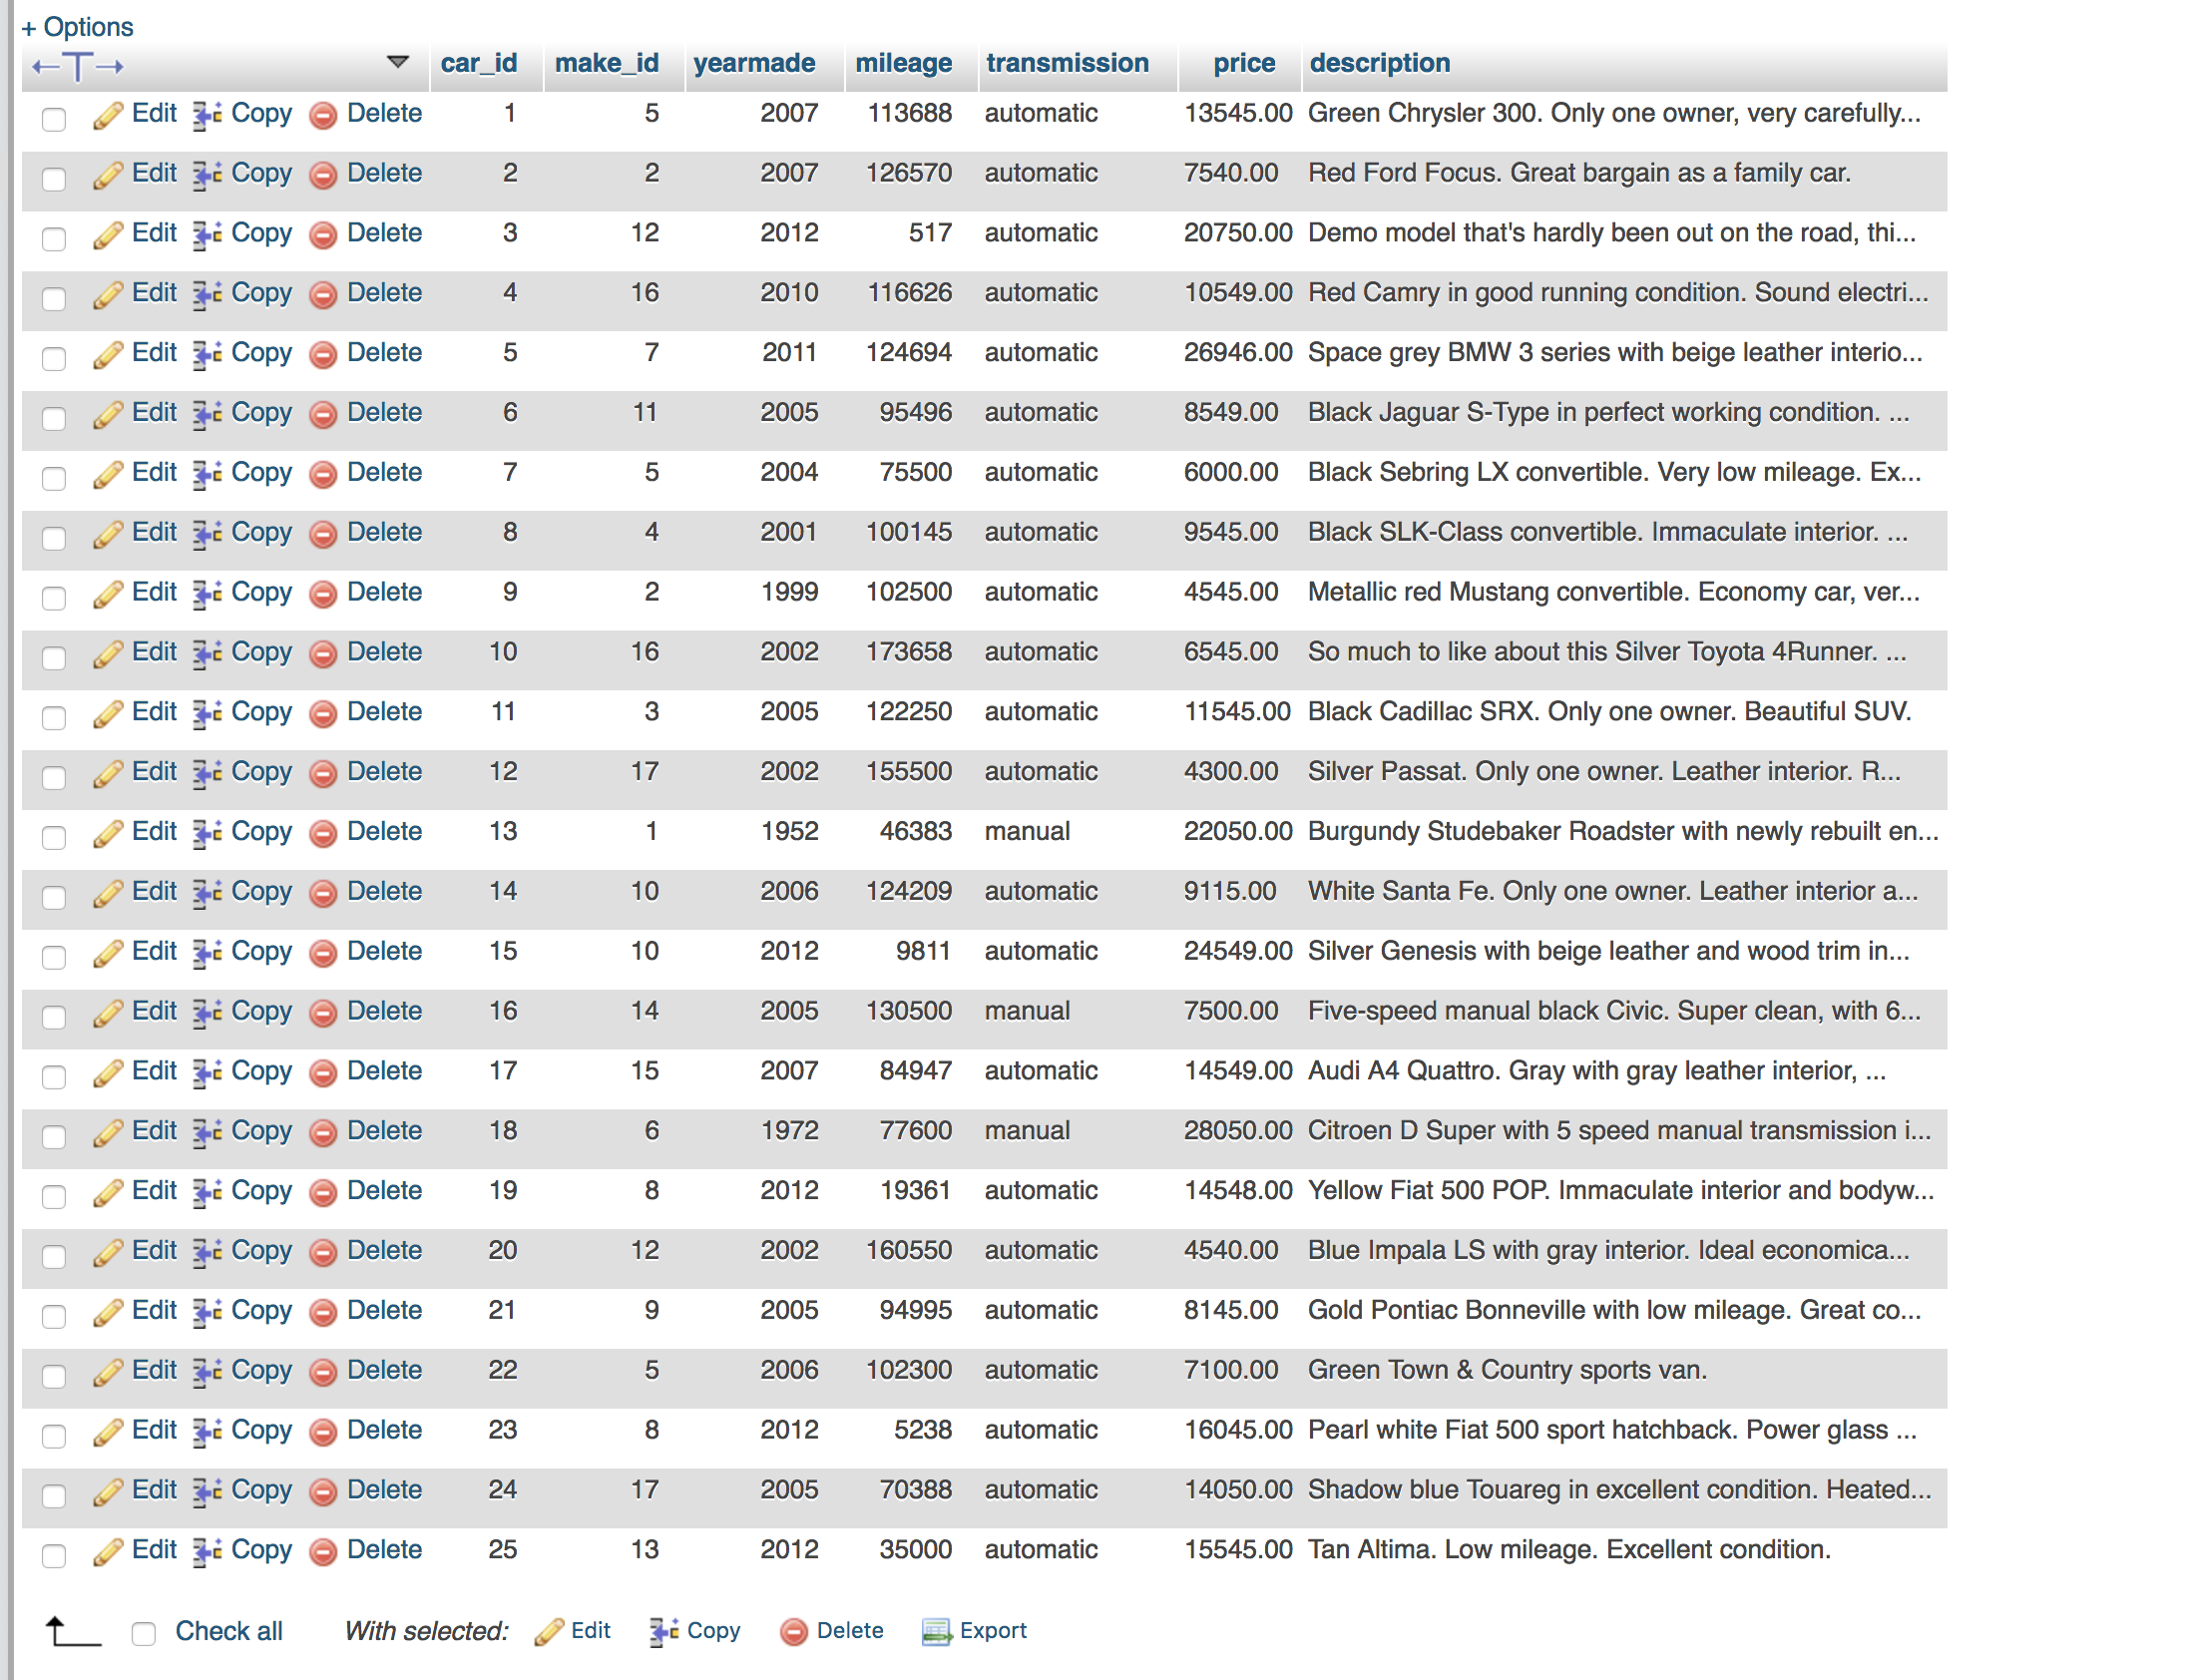 + Options
car_id make_id yearmade mileage transmission price description
Edit Copy Delete 1 5 2007 113688 automatic 13545.00 Green Chrysler 300. Only one owner, very carefully...
Edit Copy Delete 2 2 2007 126570 automatic 7540.00 Red Ford Focus. Great bargain as a family car.
Edit Copy Delete 3 12 2012 517 automatic 20750.00 Demo model that's hardly been out on the road, thi...
Edit Copy Delete 4 16 2010 116626 automatic 10549.00 Red Camry in good running condition. Sound electri...
Edit Copy Delete 5 7 2011 124694 automatic 26946.00 Space grey BMW 3 series with beige leather interio...
Edit Copy Delete 6 11 2005 95496 automatic 8549.00 Black Jaguar S-Type in perfect working condition. ...
Edit Copy Delete 7 5 2004 75500 automatic 6000.00 Black Sebring LX convertible. Very low mileage. Ex...
Edit Copy Delete 8 4 2001 100145 automatic 9545.00 Black SLK-Class convertible. Immaculate interior. ...
Edit Copy Delete 9 2 1999 102500 automatic 4545.00 Metallic red Mustang convertible. Economy car, ver...
Edit Copy Delete 10 16 2002 173658 automatic 6545.00 So much to like about this Silver Toyota 4Runner. ...
Edit Copy Delete 11 3 2005 122250 automatic 11545.00 Black Cadillac SRX. Only one owner. Beautiful SUV.
Edit Copy Delete 12 17 2002 155500 automatic 4300.00 Silver Passat. Only one owner. Leather interior. R...
Edit Copy Delete 13 1 1952 46383 manual 22050.00 Burgundy Studebaker Roadster with newly rebuilt en...
Edit Copy Delete 14 10 2006 124209 automatic 9115.00 White Santa Fe. Only one owner. Leather interior a...
Edit Copy Delete 15 10 2012 9811 automatic 24549.00 Silver Genesis with beige leather and wood trim in...
Edit Copy Delete 16 14 2005 130500 manual 7500.00 Five-speed manual black Civic. Super clean, with 6...
Edit Copy Delete 17 15 2007 84947 automatic 14549.00 Audi A4 Quattro. Gray with gray leather interior, ...
Edit Copy Delete 18 6 1972 77600 manual 28050.00 Citroen D Super with 5 speed manual transmission i...
Edit Copy Delete 19 8 2012 19361 automatic 14548.00 Yellow Fiat 500 POP. Immaculate interior and bodyw...
Edit Copy Delete 20 12 2002 160550 automatic 4540.00 Blue Impala LS with gray interior. Ideal economica...
Edit Copy Delete 21 9 2005 94995 automatic 8145.00 Gold Pontiac Bonneville with low mileage. Great co...
Edit Copy Delete 22 5 2006 102300 automatic 7100.00 Green Town & Country sports van.
Edit Copy Delete 23 8 2012 5238 automatic 16045.00 Pearl white Fiat 500 sport hatchback. Power glass ...
Edit Copy Delete 24 17 2005 70388 automatic 14050.00 Shadow blue Touareg in excellent condition. Heated...
Edit Copy Delete 25 13 2012 35000 automatic 15545.00 Tan Altima. Low mileage. Excellent condition.
Check all With selected: Edit Copy Delete Export